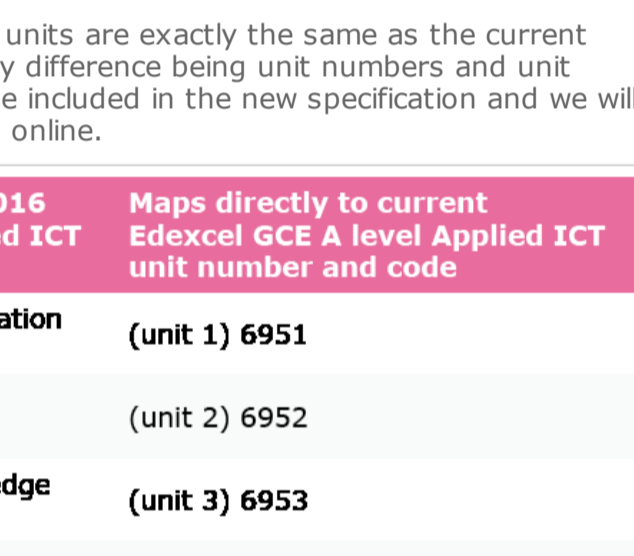 units are exactly the same as the current
y difference being unit numbers and unit
e included in the new specification and we will
online.
016 Maps directly to current
d ICT Edexcel GCE A level Applied ICT
unit number and code
ation
(unit 1) 6951
(unit 2) 6952
edge
(unit 3) 6953